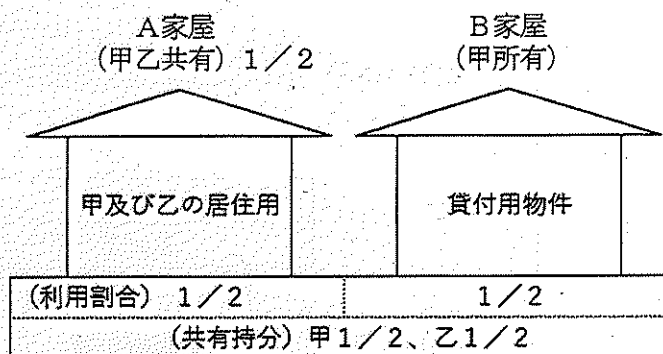 A家屋
(甲乙共有) 1/2
B家屋
(甲所有)
甲及び乙の居住用
貸付用物件
(利用割合) 1/2
1/2
(共有持分) 甲1/2、乙1/2